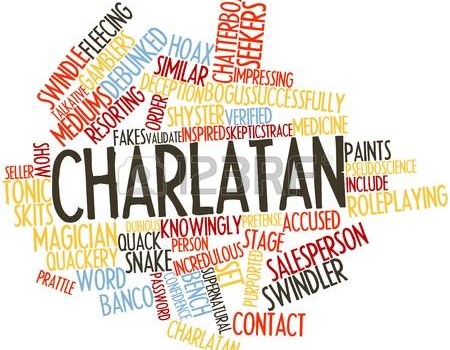 SWINDLE
FLEECING
TALKATIVE
GAMBLERS
MEDIUMS
DEBUNKED
HOAX
CHATTERBO
SEEKERS
RESORTING
SIMILAR
IMPRESSING
DECEPTION
BOGUS
SUCCESSFULLY
ORDER
SHYSTER
VERIFIED
FAKES
VALIDATE
INSPIRED
SKEPTICS
TRACE
MEDICINE
SHOW
SELLER
TONIC
SKITS
CHARLATAN
123RF
PAINTS
PSEUDOSCIENCE
INCLUDE
ROLEPLAYING
MAGICIAN
DUBIOUS
KNOWINGLY
PRETENSE
ACCUSED
QUACKERY
QUACK
PERSON
STAGE
SNAKE
INCREDULOUS
SET
PURPORTED
SALESPERSON
SWINDLER
PRATTLE
WORD
BANCO
PASSWORD
CONFIDENCE
BENCH
SUPERNATURAL
CONTACT
CHARLATAN